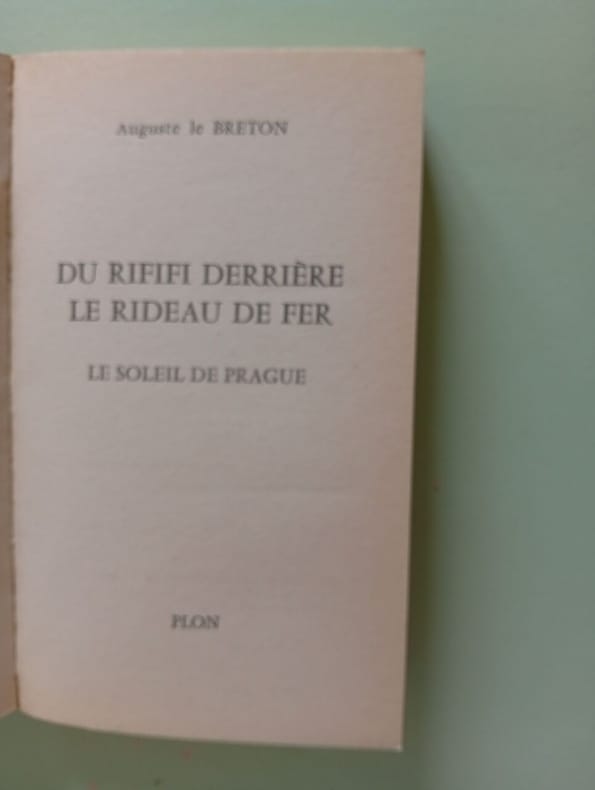 Auguste le BRETON
DU RIFIFI DERRIÈRE
LE RIDEAU DE FER
LE SOLEIL DE PRAGUE
PLON